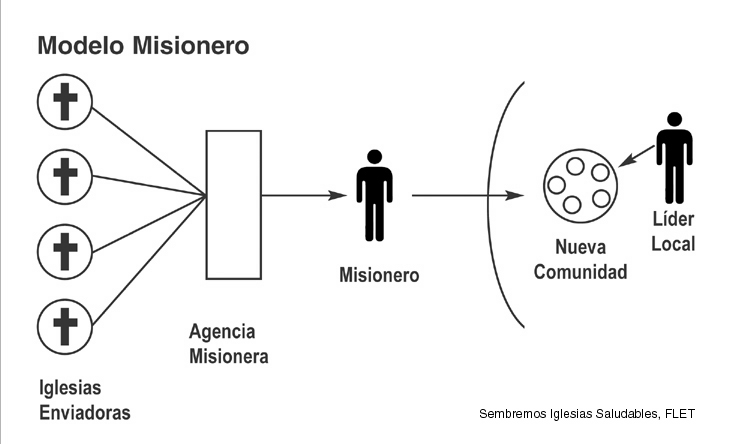 Modelo Misionero
Misionero
Nueva
Comunidad
Líder
Local
Agencia
Misionera
Iglesias
Enviadoras
Sembremos Iglesias Saludables, FLET